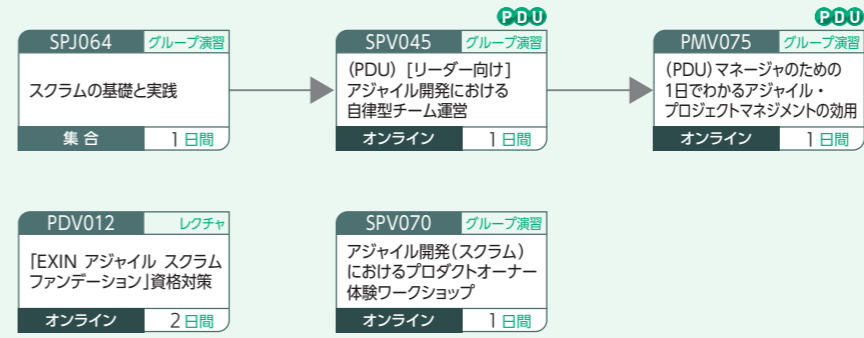 SPJ064 グループ演習
スクラムの基礎と実践
集合 1日間
PDU
SPV045 グループ演習
(PDU) [リーダー向け]
アジャイル開発における
自律型チーム運営
オンライン 1日間
PDU
PMV075 グループ演習
(PDU)マネージャのための
1日でわかるアジャイル・
プロジェクトマネジメントの効用
オンライン 1日間
PDV012 レクチャ
「EXIN アジャイル スクラム
ファンデーション」資格対策
オンライン 2日間
SPV070 グループ演習
アジャイル開発(スクラム)
におけるプロダクトオーナー
体験ワークショップ
オンライン 1日間